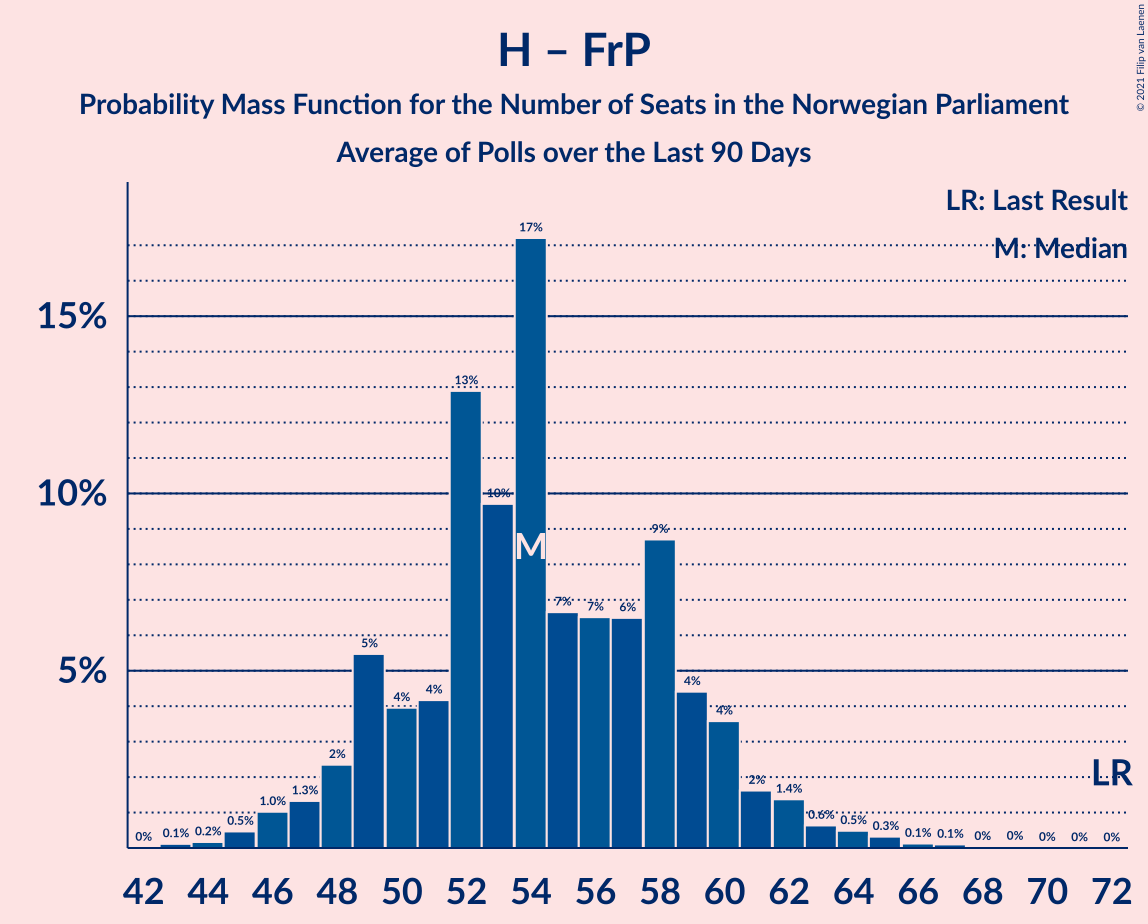 H – FrP
Probability Mass Function for the Number of Seats in the Norwegian Parliament
Average of Polls over the Last 90 Days
© 2021 Filip van Laenen
LR: Last Result
M: Median
15%
10%
5%
0% 0.1% 0.2% 0.5% 1.0% 1.3% 2% 5% 4% 4% 13% 10% 17% 7% 7% 6% 9% 4% 4% 2% 1.4% 0.6% 0.5% 0.3% 0.1% 0.1% 0% 0% 0% 0% 0%
M
LR
42 44 46 48 50 52 54 56 58 60 62 64 66 68 70 72